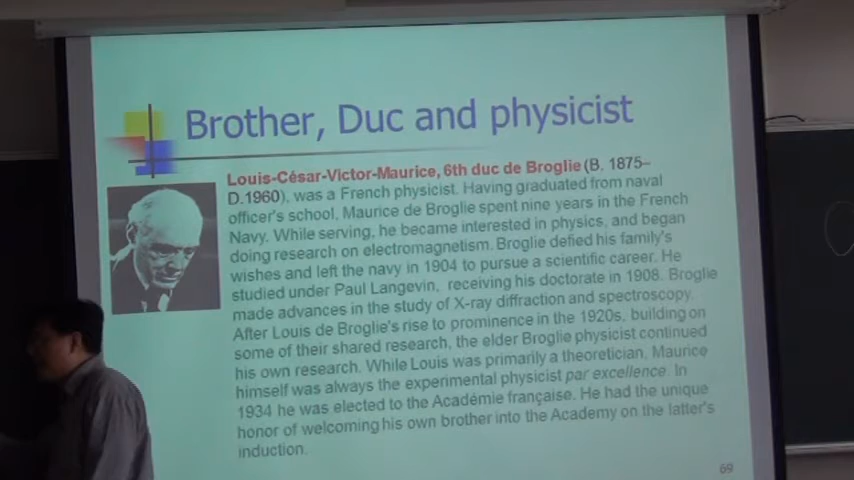 Brother, Duc and physicist
Louis-César-Victor-Maurice, 6th duc de Broglie (B. 1875–
D.1960), was a French physicist. Having graduated from naval
officer's school, Maurice de Broglie spent nine years in the French
Navy. While serving, he became interested in physics, and began
doing research on electromagnetism. Broglie defied his family's
wishes and left the navy in 1904 to pursue a scientific career. He
studied under Paul Langevin, receiving his doctorate in 1908. Broglie
made advances in the study of X-ray diffraction and spectroscopy.
After Louis de Broglie's rise to prominence in the 1920s, building on
some of their shared research, the elder Broglie physicist continued
his own research. While Louis was primarily a theoretician, Maurice
himself was always the experimental physicist par excellence. In
1934 he was elected to the Académie française. He had the unique
honor of welcoming his own brother into the Academy on the latter's
induction.
69